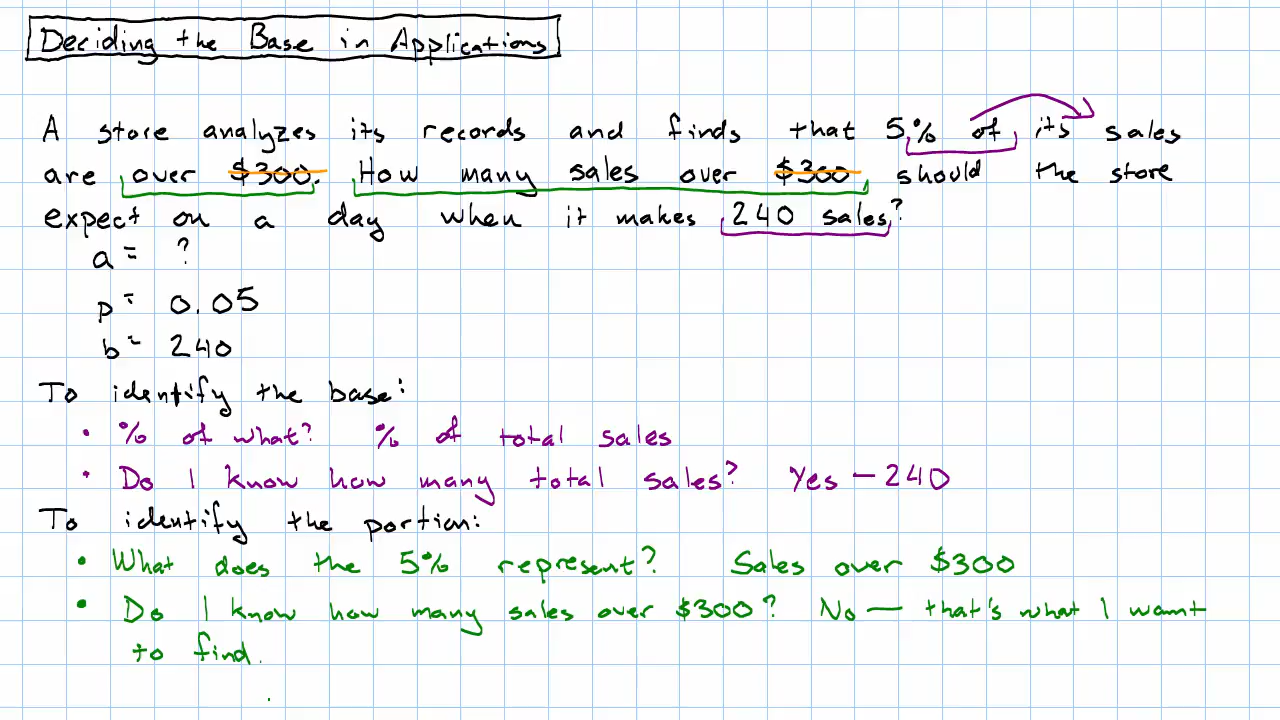 Deciding the Base in Applications
A store analyzes its records and finds that 5% of its sales
are over $300. How many sales over $300 should the store
expect on a day when it makes 240 sales?
a = ?
p = 0.05
b = 240
To identify the base:
• % of what? % of total sales
• Do I know how many total sales? Yes — 240
To identify the portion:
• What does the 5% represent? Sales over $300
• Do I know how many sales over $300? No — that's what I want
to find.